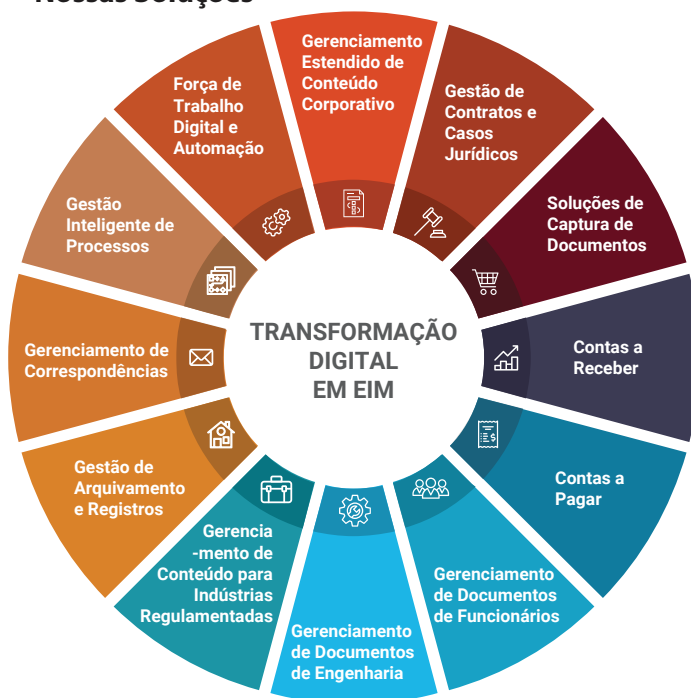 Nossas Soluções
Gerenciamento
Estendido de
Conteúdo
Corporativo
Gestão de
Contratos e
Casos
Jurídicos
Soluções de
Captura de
Documentos
Contas a
Receber
Contas a
Pagar
Gerenciamento
de Documentos
de Funcionários
Gerenciamento
de Documentos
de Engenharia
Gerencia
-mento de
Conteúdo para
Indústrias
Regulamentadas
Gestão de
Arquivamento
e Registros
Gerenciamento de
Correspondências
Gestão
Inteligente de
Processos
Força de
Trabalho
Digital e
Automação
TRANSFORMAÇÃO
DIGITAL
EM EIM